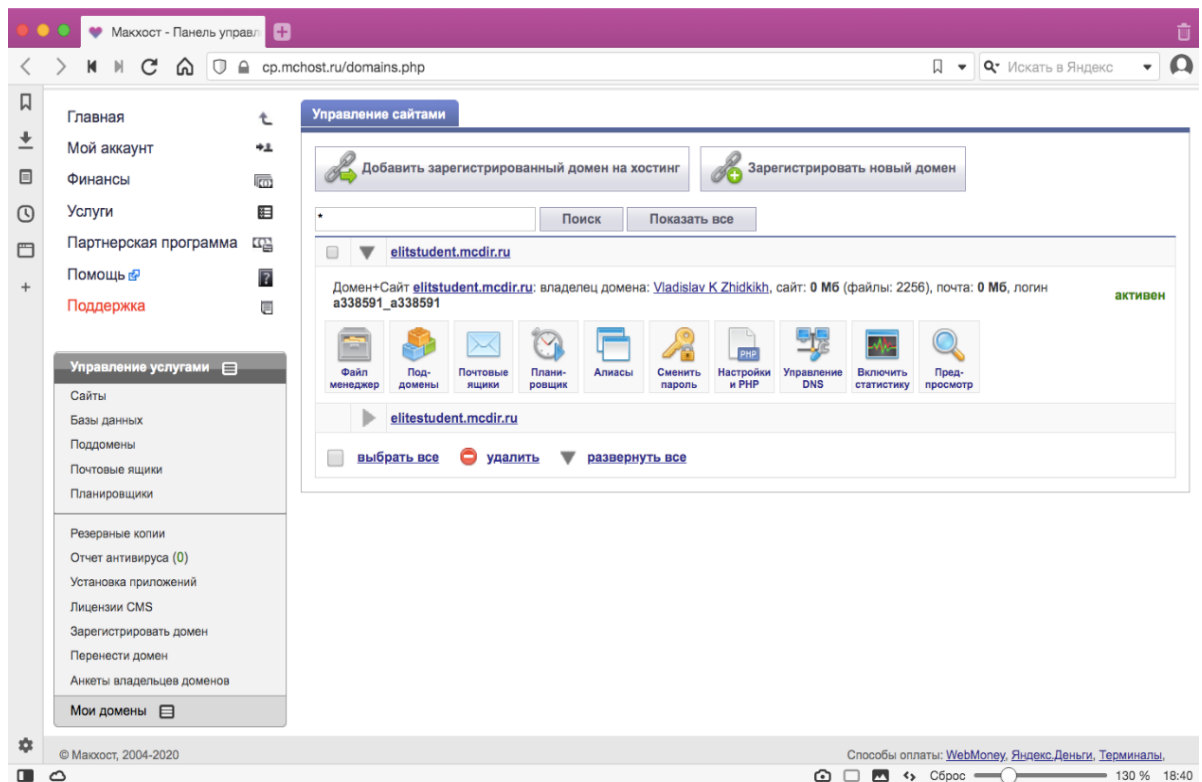 Макхост - Панель управл
cp.mchost.ru/domains.php
Искать в Яндекс
Главная
Мой аккаунт
Финансы
Услуги
Партнерская программа
Помощь
Поддержка
Управление услугами
Сайты
Базы данных
Поддомены
Почтовые ящики
Планировщики
Резервные копии
Отчет антивируса (0)
Установка приложений
Лицензии CMS
Зарегистрировать домен
Перенести домен
Анкеты владельцев доменов
Мои домены
Управление сайтами
Добавить зарегистрированный домен на хостинг
Зарегистрировать новый домен
*
Поиск
Показать все
elitstudent.mcdir.ru
Домен+Сайт elitstudent.mcdir.ru: владелец домена: Vladislav K Zhidkikh, сайт: 0 Мб (файлы: 2256), почта: 0 Мб, логин
a338591_a338591
активен
Файл
менеджер
Под-
домены
Почтовые
ящики
Плани-
ровщик
Алиасы
Сменить
пароль
PHP
Настройки
и PHP
Управление
DNS
Включить
статистику
Пред-
просмотр
elitestudent.mcdir.ru
выбрать все
удалить
развернуть все
© Макхост, 2004-2020
Способы оплаты: WebMoney, Яндекс.Деньги, Терминалы,
Сброс
130 %
18:40